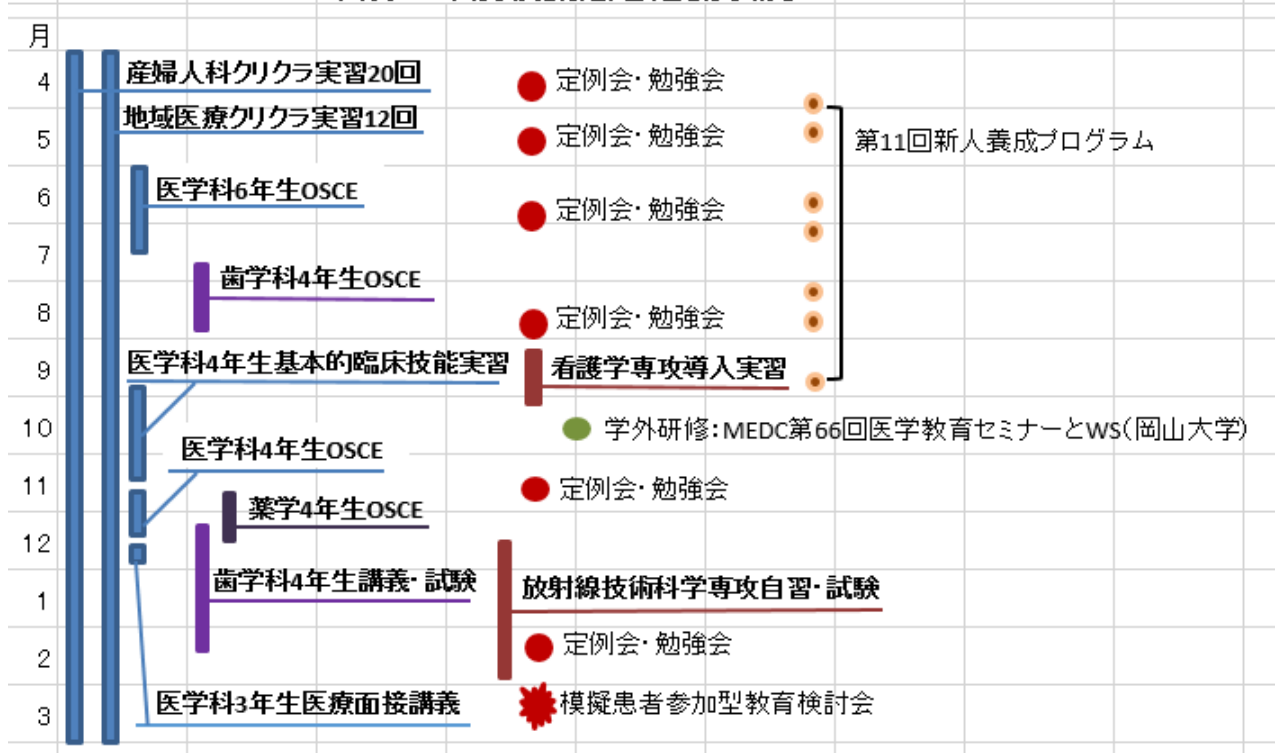 月
4 産婦人科クリクラ実習20回 定例会・勉強会
地域医療クリクラ実習12回
5 定例会・勉強会 第11回新人養成プログラム
6 医学科6年生OSCE 定例会・勉強会
7
歯学科4年生OSCE
8 定例会・勉強会
9 医学科4年生基本的臨床技能実習 看護学専攻導入実習
10 学外研修:MEDC第66回医学教育セミナーとWS(岡山大学)
医学科4年生OSCE
11 定例会・勉強会
薬学4年生OSCE
12
1 歯学科4年生講義・試験 放射線技術科学専攻自習・試験
2 定例会・勉強会
3 医学科3年生医療面接講義 模擬患者参加型教育検討会